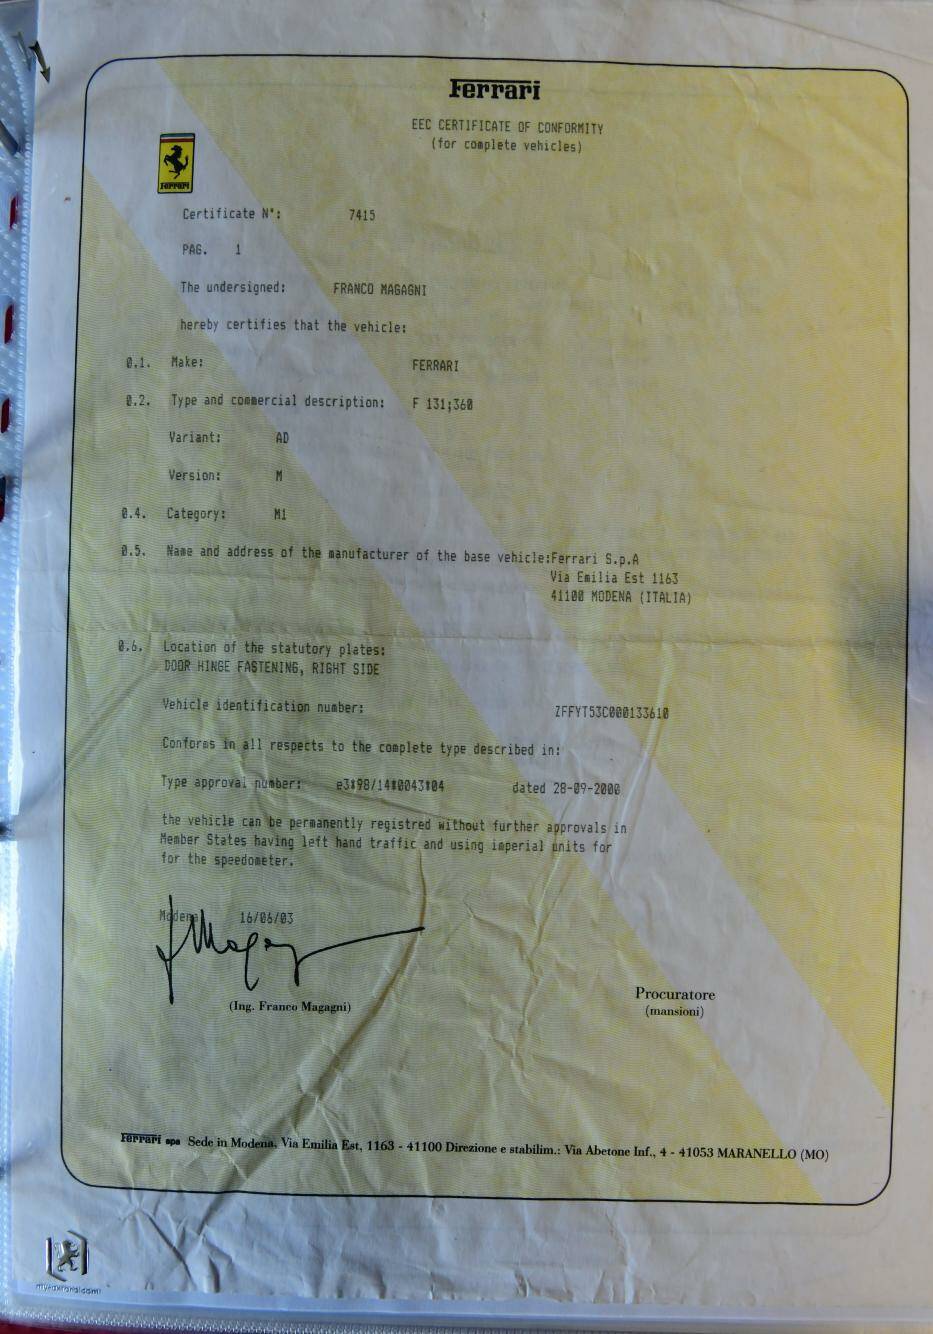 Ferrari
EEC CERTIFICATE OF CONFORMITY
(for complete vehicles)
Ferrari
Certificate N°: 7415
PAG. 1
The undersigned: FRANCO MAGAGNI
hereby certifies that the vehicle:
0.1. Make: FERRARI
0.2. Type and commercial description: F 131;360
Variant: AD
Version: M
0.4. Category: M1
0.5. Name and address of the manufacturer of the base vehicle:Ferrari S.p.A
Via Emilia Est 1163
41100 MODENA (ITALIA)
0.6. Location of the statutory plates:
DOOR HINGE FASTENING, RIGHT SIDE
Vehicle identification number: ZFFYT53C000133610
Conforms in all respects to the complete type described in:
Type approval number: e3*98/14*0043*04 dated 28-09-2000
the vehicle can be permanently registred without further approvals in
Member States having left hand traffic and using imperial units for
for the speedometer.
Modena 16/06/03
(Ing. Franco Magagni)
Procuratore
(mansioni)
Ferrari spa Sede in Modena, Via Emilia Est, 1163 - 41100 Direzione e stabilim.: Via Abetone Inf., 4 - 41053 MARANELLO (MO)